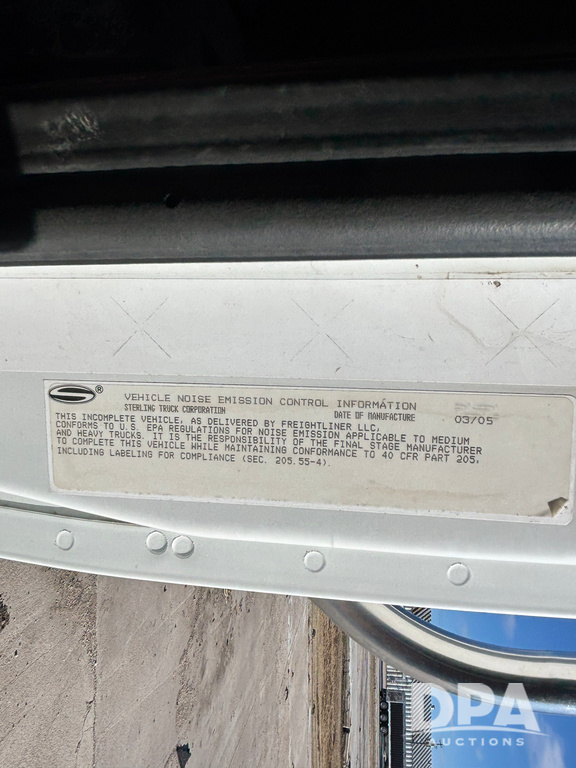 ®
VEHICLE NOISE EMISSION CONTROL INFORMATION
STERLING TRUCK CORPORATION DATE OF MANUFACTURE 03/05
THIS INCOMPLETE VEHICLE, AS DELIVERED BY FREIGHTLINER LLC,
CONFORMS TO U.S. EPA REGULATIONS FOR NOISE EMISSION APPLICABLE TO MEDIUM
AND HEAVY TRUCKS. IT IS THE RESPONSIBILITY OF THE FINAL STAGE MANUFACTURER
TO COMPLETE THIS VEHICLE WHILE MAINTAINING CONFORMANCE TO 40 CFR PART 205,
INCLUDING LABELING FOR COMPLIANCE (SEC. 205.55-4).
DPA
AUCTIONS